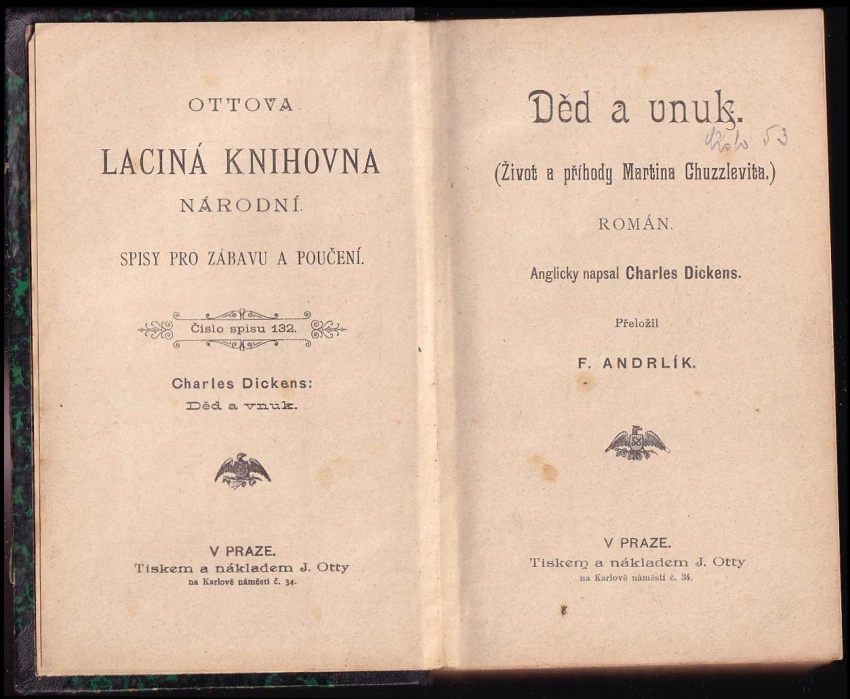 OTTOVA
LACINÁ KNIHOVNA
NÁRODNÍ.
SPISY PRO ZÁBAVU A POUČENÍ.
Číslo spisu 132.
Charles Dickens:
Děd a vnuk.
V PRAZE.
Tiskem a nákladem J. Otty
na Karlově náměstí č. 34.
Děd a vnuk.
číslo 53
(Život a příhody Martina Chuzzlevita.)
ROMÁN.
Anglicky napsal Charles Dickens.
Přeložil
F. ANDRLÍK.
V PRAZE.
Tiskem a nákladem J. Otty
na Karlově náměstí č. 34.